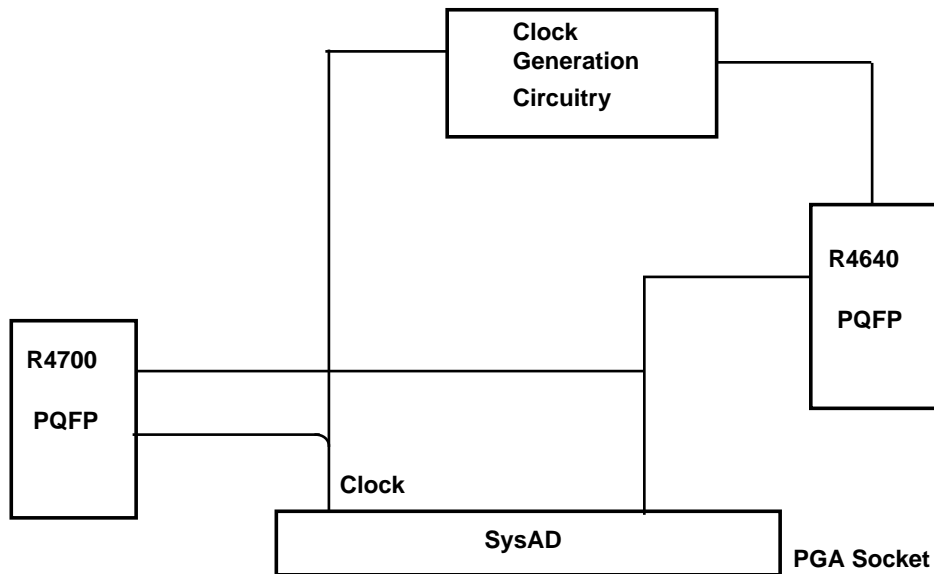 Clock
Generation
Circuitry
R4640
PQFP
R4700
PQFP
Clock
SysAD
PGA Socket